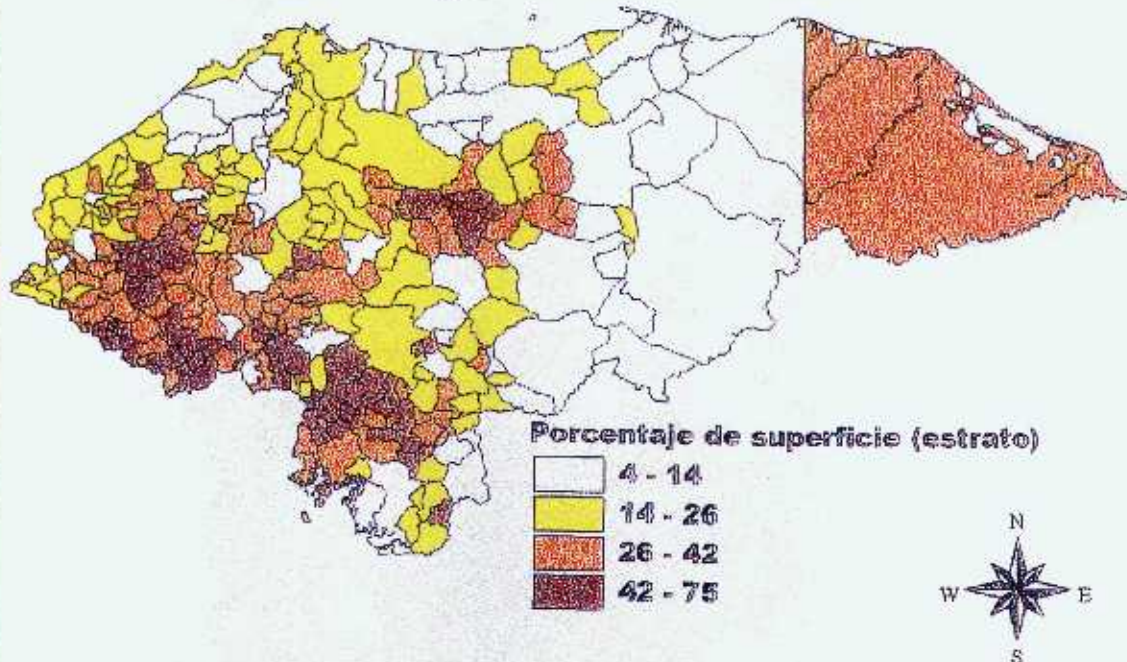 Porcentaje de superficie (estrato)
4 - 14
14 - 26
26 - 42
42 - 75
N
W E
S